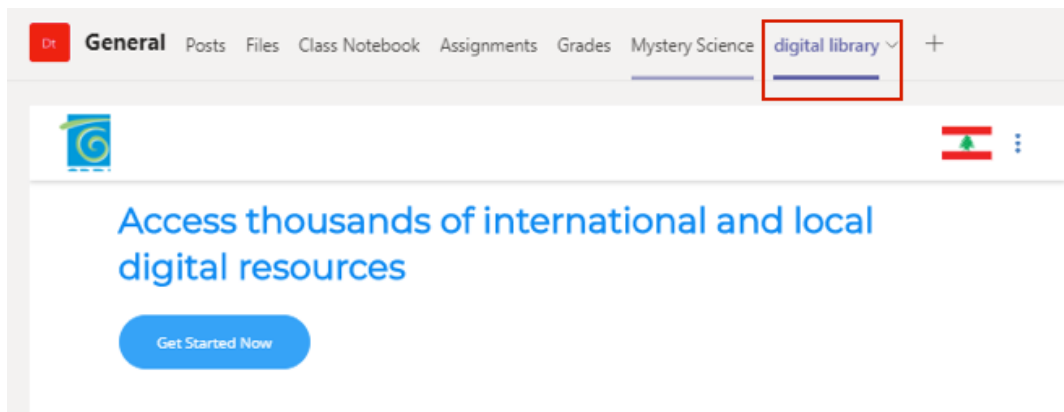 Dt General Posts Files Class Notebook Assignments Grades Mystery Science digital library
Access thousands of international and local
digital resources
Get Started Now